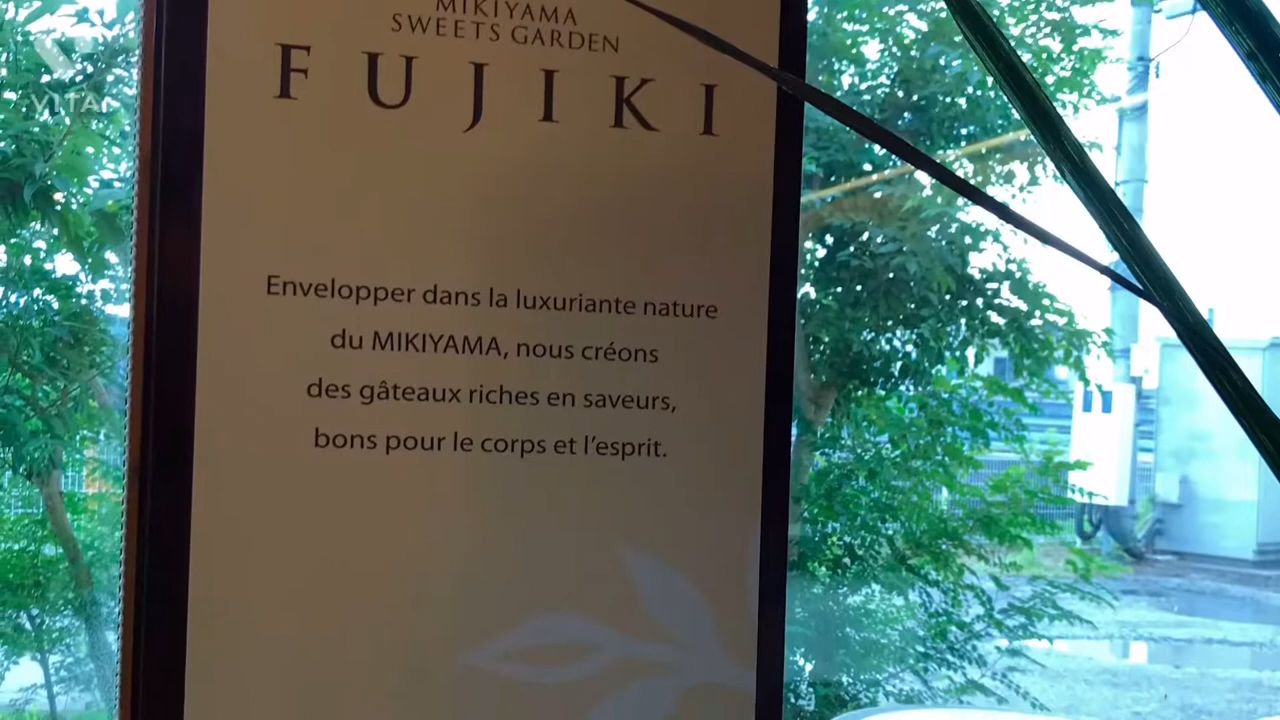 MIKIYAMA
SWEETS GARDEN
FUJIKI
Envelopper dans la luxuriante nature
du MIKIYAMA, nous créons
des gâteaux riches en saveurs,
bons pour le corps et l'esprit.